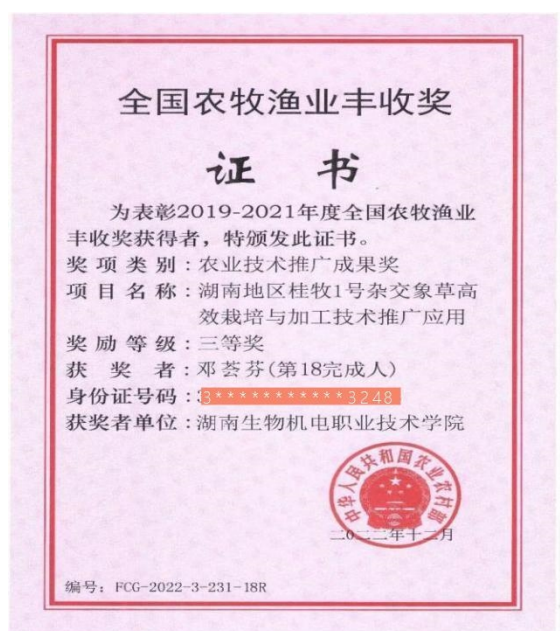 全国农牧渔业丰收奖
证 书
为表彰2019-2021年度全国农牧渔业
丰收奖获得者，特颁发此证书。
奖 项 类 别：农业技术推广成果奖
项 目 名 称：湖南地区桂牧1号杂交象草高
效栽培与加工技术推广应用
奖 励 等 级：三等奖
获 奖 者：邓荟芬(第18完成人)
身份证号码：3***********3248
获奖者单位：湖南生物机电职业技术学院
中华人民共和国农业农村部
二〇二二年十二月
编号：FCG-2022-3-231-18R